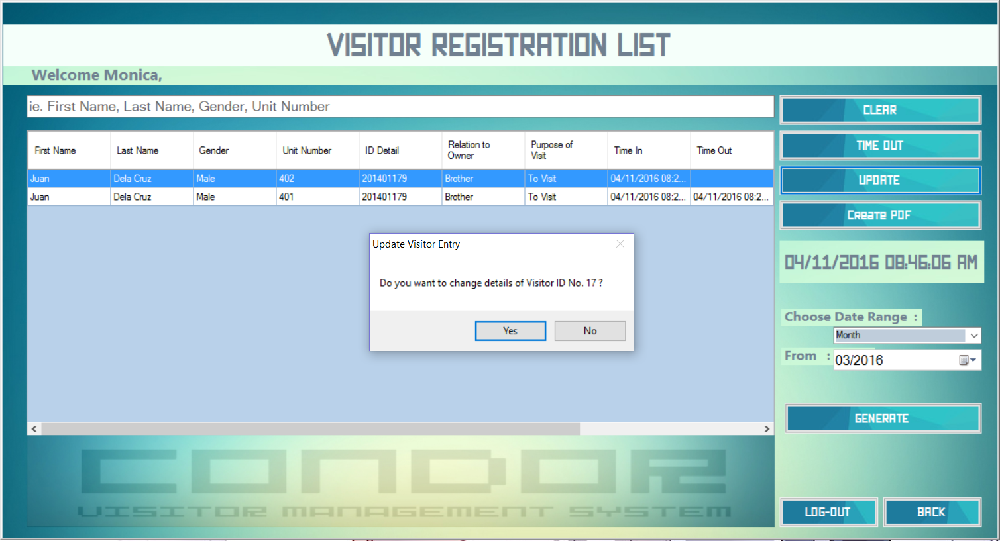 VISITOR REGISTRATION LIST
Welcome Monica,
ie. First Name, Last Name, Gender, Unit Number
CLEAR
TIME OUT
UPDATE
Create PDF
First Name Last Name Gender Unit Number ID Detail Relation to Owner Purpose of Visit Time In Time Out
Juan Dela Cruz Male 402 201401179 Brother To Visit 04/11/2016 08:2...
Juan Dela Cruz Male 401 201401179 Brother To Visit 04/11/2016 08:2... 04/11/2016 08:2...
Update Visitor Entry
Do you want to change details of Visitor ID No. 17 ?
Yes No
04/11/2016 08:46:06 AM
Choose Date Range :
Month
From : 03/2016
GENERATE
CONDOR
VISITOR MANAGEMENT SYSTEM
LOG-OUT BACK